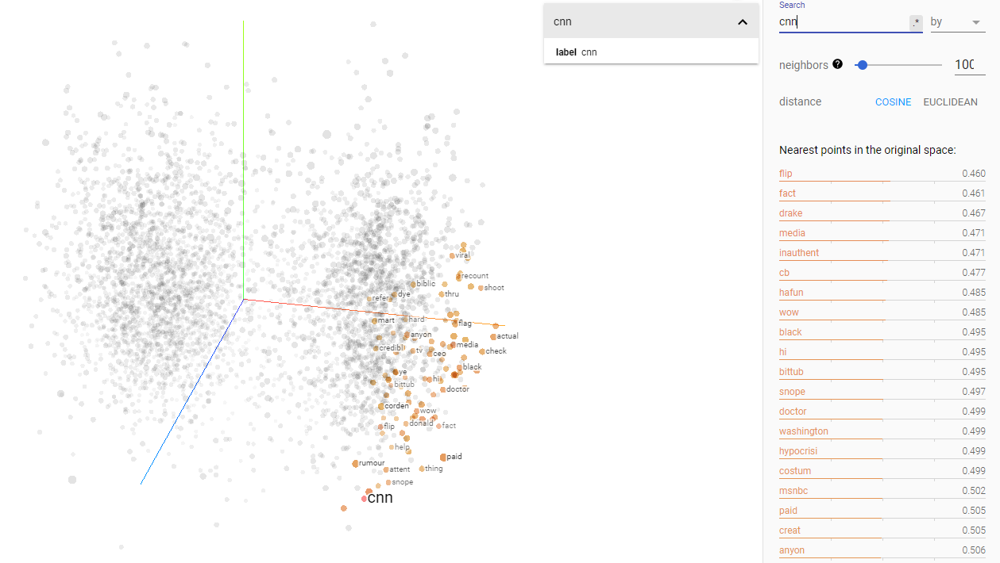 cnn
label cnn
Search
cnn
.*
by
neighbors
100
distance
COSINE EUCLIDEAN
Nearest points in the original space:
flip 0.460
fact 0.461
drake 0.467
media 0.471
inauthent 0.471
cb 0.477
hafun 0.485
wow 0.485
black 0.495
hi 0.495
bittub 0.495
snope 0.497
doctor 0.499
washington 0.499
hypocrisi 0.499
costum 0.499
msnbc 0.502
paid 0.505
creat 0.505
anyon 0.506
viral
recount
biblic
shoot
refer
dye
thru
mart
hard
flag
anyon
actual
credibl
tv
ceo
media
check
black
ye
bittub
hi
doctor
corden
wow
flip
donald
fact
help
paid
rumour
attent
thing
snope
cnn